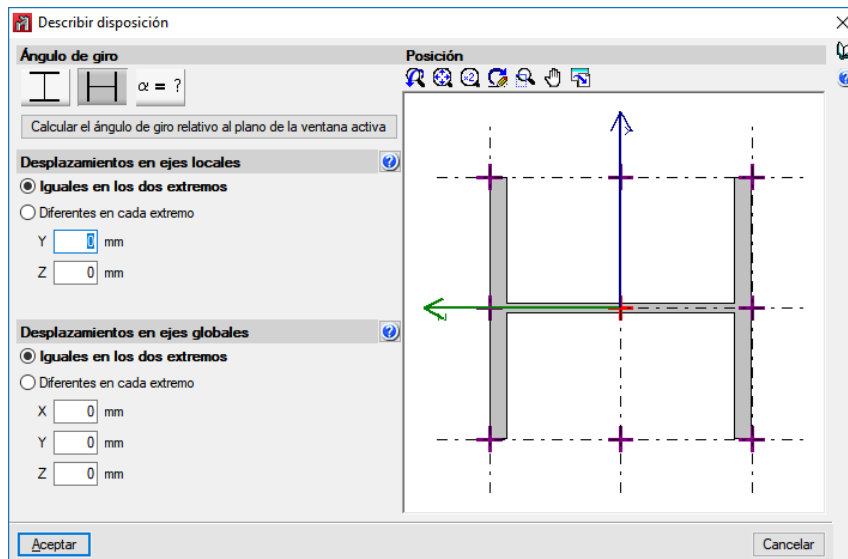 Describir disposición
Ángulo de giro
α = ?
Calcular el ángulo de giro relativo al plano de la ventana activa
Desplazamientos en ejes locales
Iguales en los dos extremos
Diferentes en cada extremo
Y 0 mm
Z 0 mm
Desplazamientos en ejes globales
Iguales en los dos extremos
Diferentes en cada extremo
X 0 mm
Y 0 mm
Z 0 mm
Posición
x2
Aceptar
Cancelar